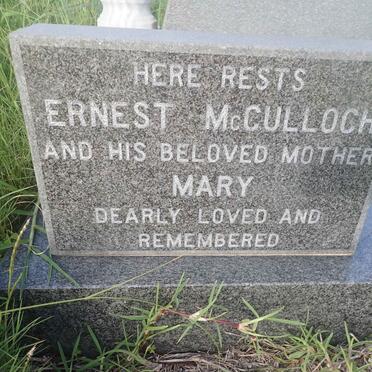 HERE RESTS
ERNEST McCULLOCH
AND HIS BELOVED MOTHER
MARY
DEARLY LOVED AND
REMEMBERED